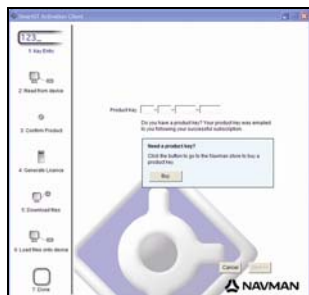 SmartST Activation Client
123_
1 Key Entry
2 Read from device
3 Confirm Product
4 Generate Licence
5 Download files
6 Load files onto device
7 Done
Product key
Do you have a product key? Your product key was emailed
to you following your successful subscription.
Need a product key?
Click the button to go to the Navman store to buy a
product key.
Buy
Cancel
NAVMAN